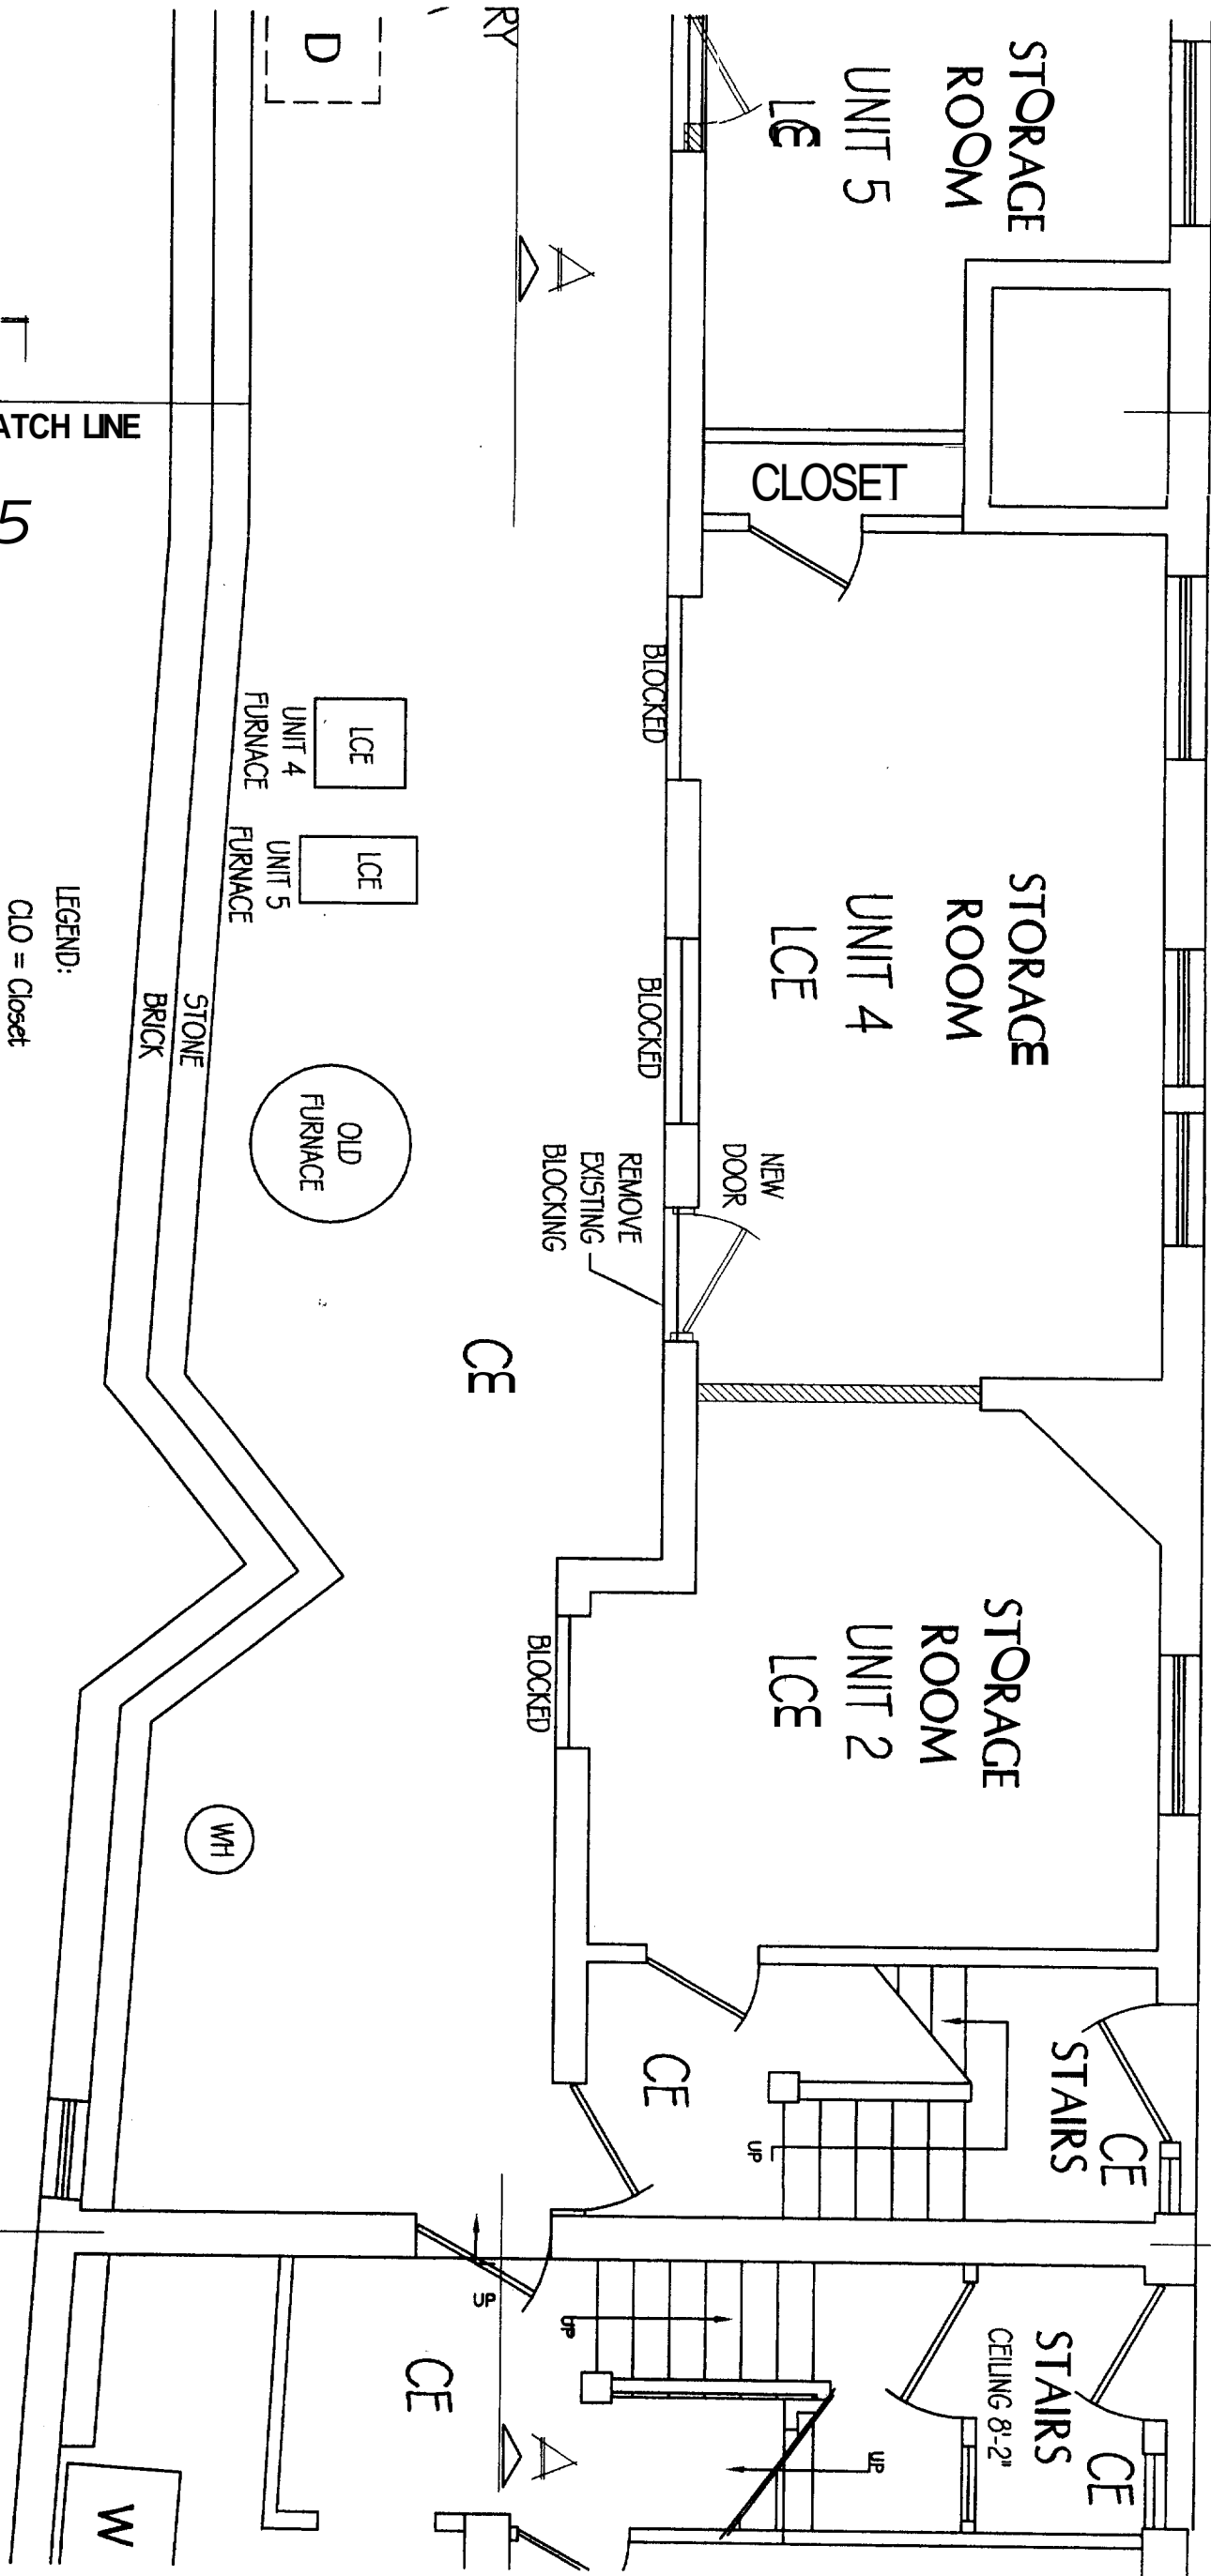 STORAGE
ROOM
UNIT 5
LCE
RY
D
ATCH LINE
5
CLOSET
STORAGE
ROOM
UNIT 4
LCE
BLOCKED
BLOCKED
NEW
DOOR
REMOVE
EXISTING
BLOCKING
LCE
UNIT 4
FURNACE
LCE
UNIT 5
FURNACE
OLD
FURNACE
STONE
BRICK
LEGEND:
CLO = Closet
CE
STORAGE
ROOM
UNIT 2
LCE
BLOCKED
WH
CE
STAIRS
CE
UP
UP
UP
UP
CE
STAIRS
CEILING 8'-2"
CE
W